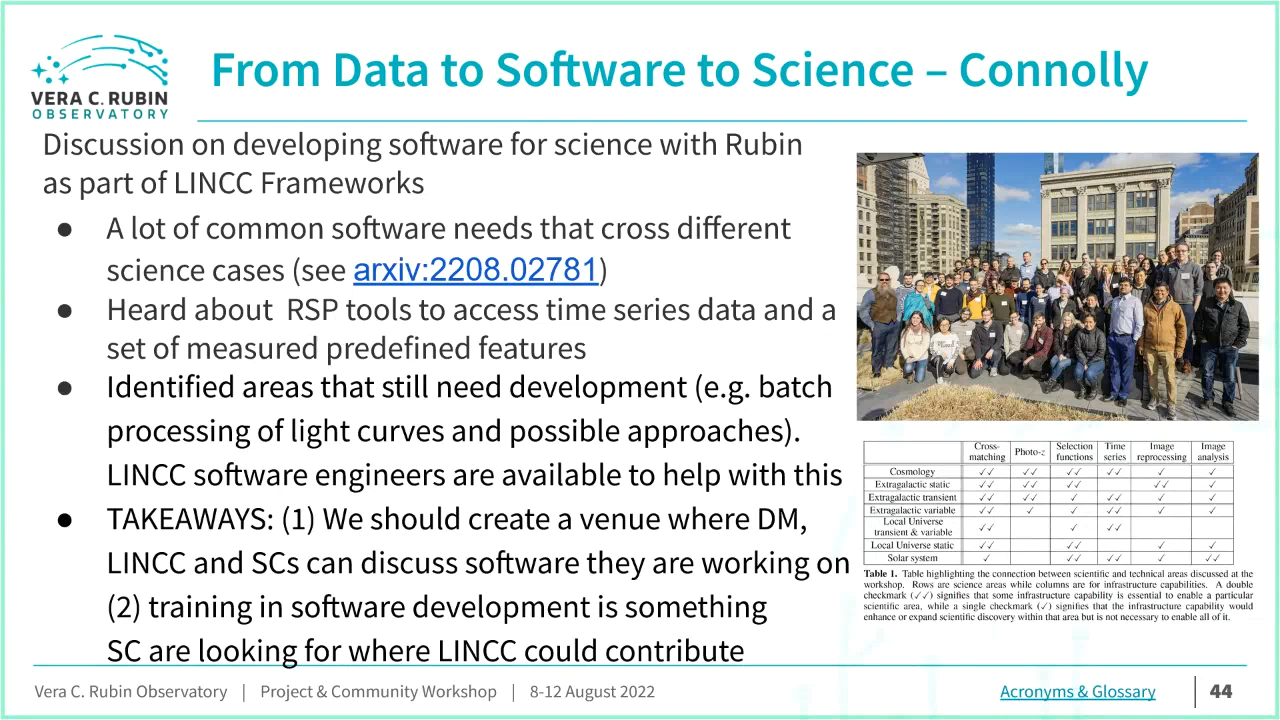 From Data to Software to Science – Connolly
VERA C. RUBIN
OBSERVATORY
Discussion on developing software for science with Rubin
as part of LINCC Frameworks
● A lot of common software needs that cross different
science cases (see arxiv:2208.02781)
● Heard about RSP tools to access time series data and a
set of measured predefined features
● Identified areas that still need development (e.g. batch
processing of light curves and possible approaches).
LINCC software engineers are available to help with this
● TAKEAWAYS: (1) We should create a venue where DM,
LINCC and SCs can discuss software they are working on
(2) training in software development is something
SC are looking for where LINCC could contribute
Cross-matching Photo-z Selection functions Time series Image reprocessing Image analysis
Cosmology ✓✓ ✓✓ ✓✓ ✓✓ ✓ ✓
Extragalactic static ✓✓ ✓✓ ✓✓ ✓✓ ✓
Extragalactic transient ✓✓ ✓✓ ✓ ✓✓ ✓ ✓
Extragalactic variable ✓✓ ✓ ✓ ✓✓ ✓ ✓
Local Universe transient & variable ✓✓ ✓ ✓✓
Local Universe static ✓✓ ✓✓ ✓ ✓
Solar system ✓ ✓✓ ✓✓ ✓ ✓✓
Table 1. Table highlighting the connection between scientific and technical areas discussed at the
workshop. Rows are science areas while columns are for infrastructure capabilities. A double
checkmark (✓✓) signifies that some infrastructure capability is essential to enable a particular
scientific area, while a single checkmark (✓) signifies that the infrastructure capability would
enhance or expand scientific discovery within that area but is not necessary to enable all of it.
Vera C. Rubin Observatory | Project & Community Workshop | 8-12 August 2022
Acronyms & Glossary
44